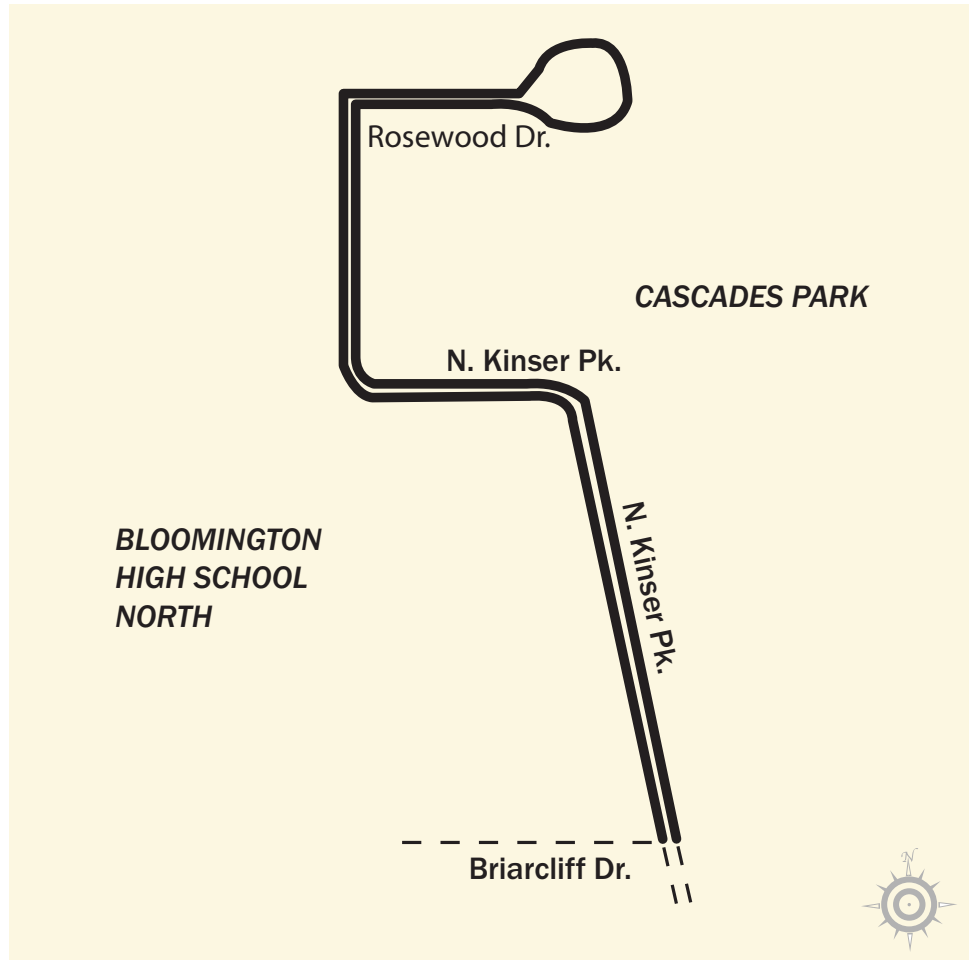 Rosewood Dr.
CASCADES PARK
N. Kinser Pk.
N. Kinser Pk.
BLOOMINGTON
HIGH SCHOOL
NORTH
Briarcliff Dr.
N